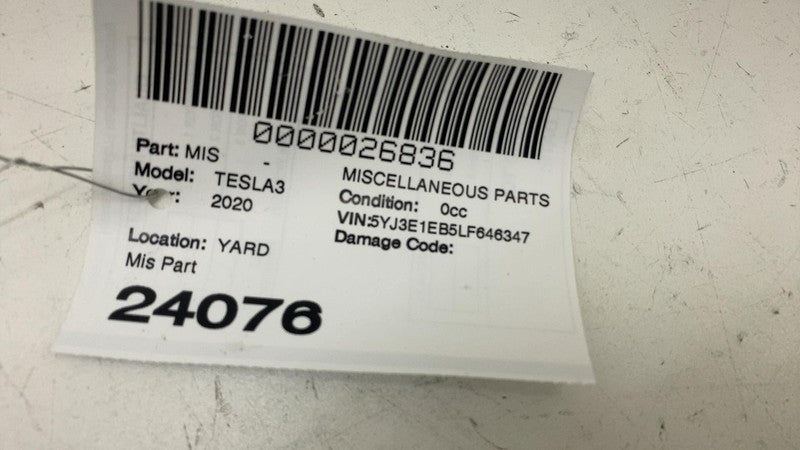 0000026836
Part: MIS -
MISCELLANEOUS PARTS
Model: TESLA3
Condition: 0cc
Year: 2020
VIN:5YJ3E1EB5LF646347
Damage Code:
Location: YARD
Mis Part
24076